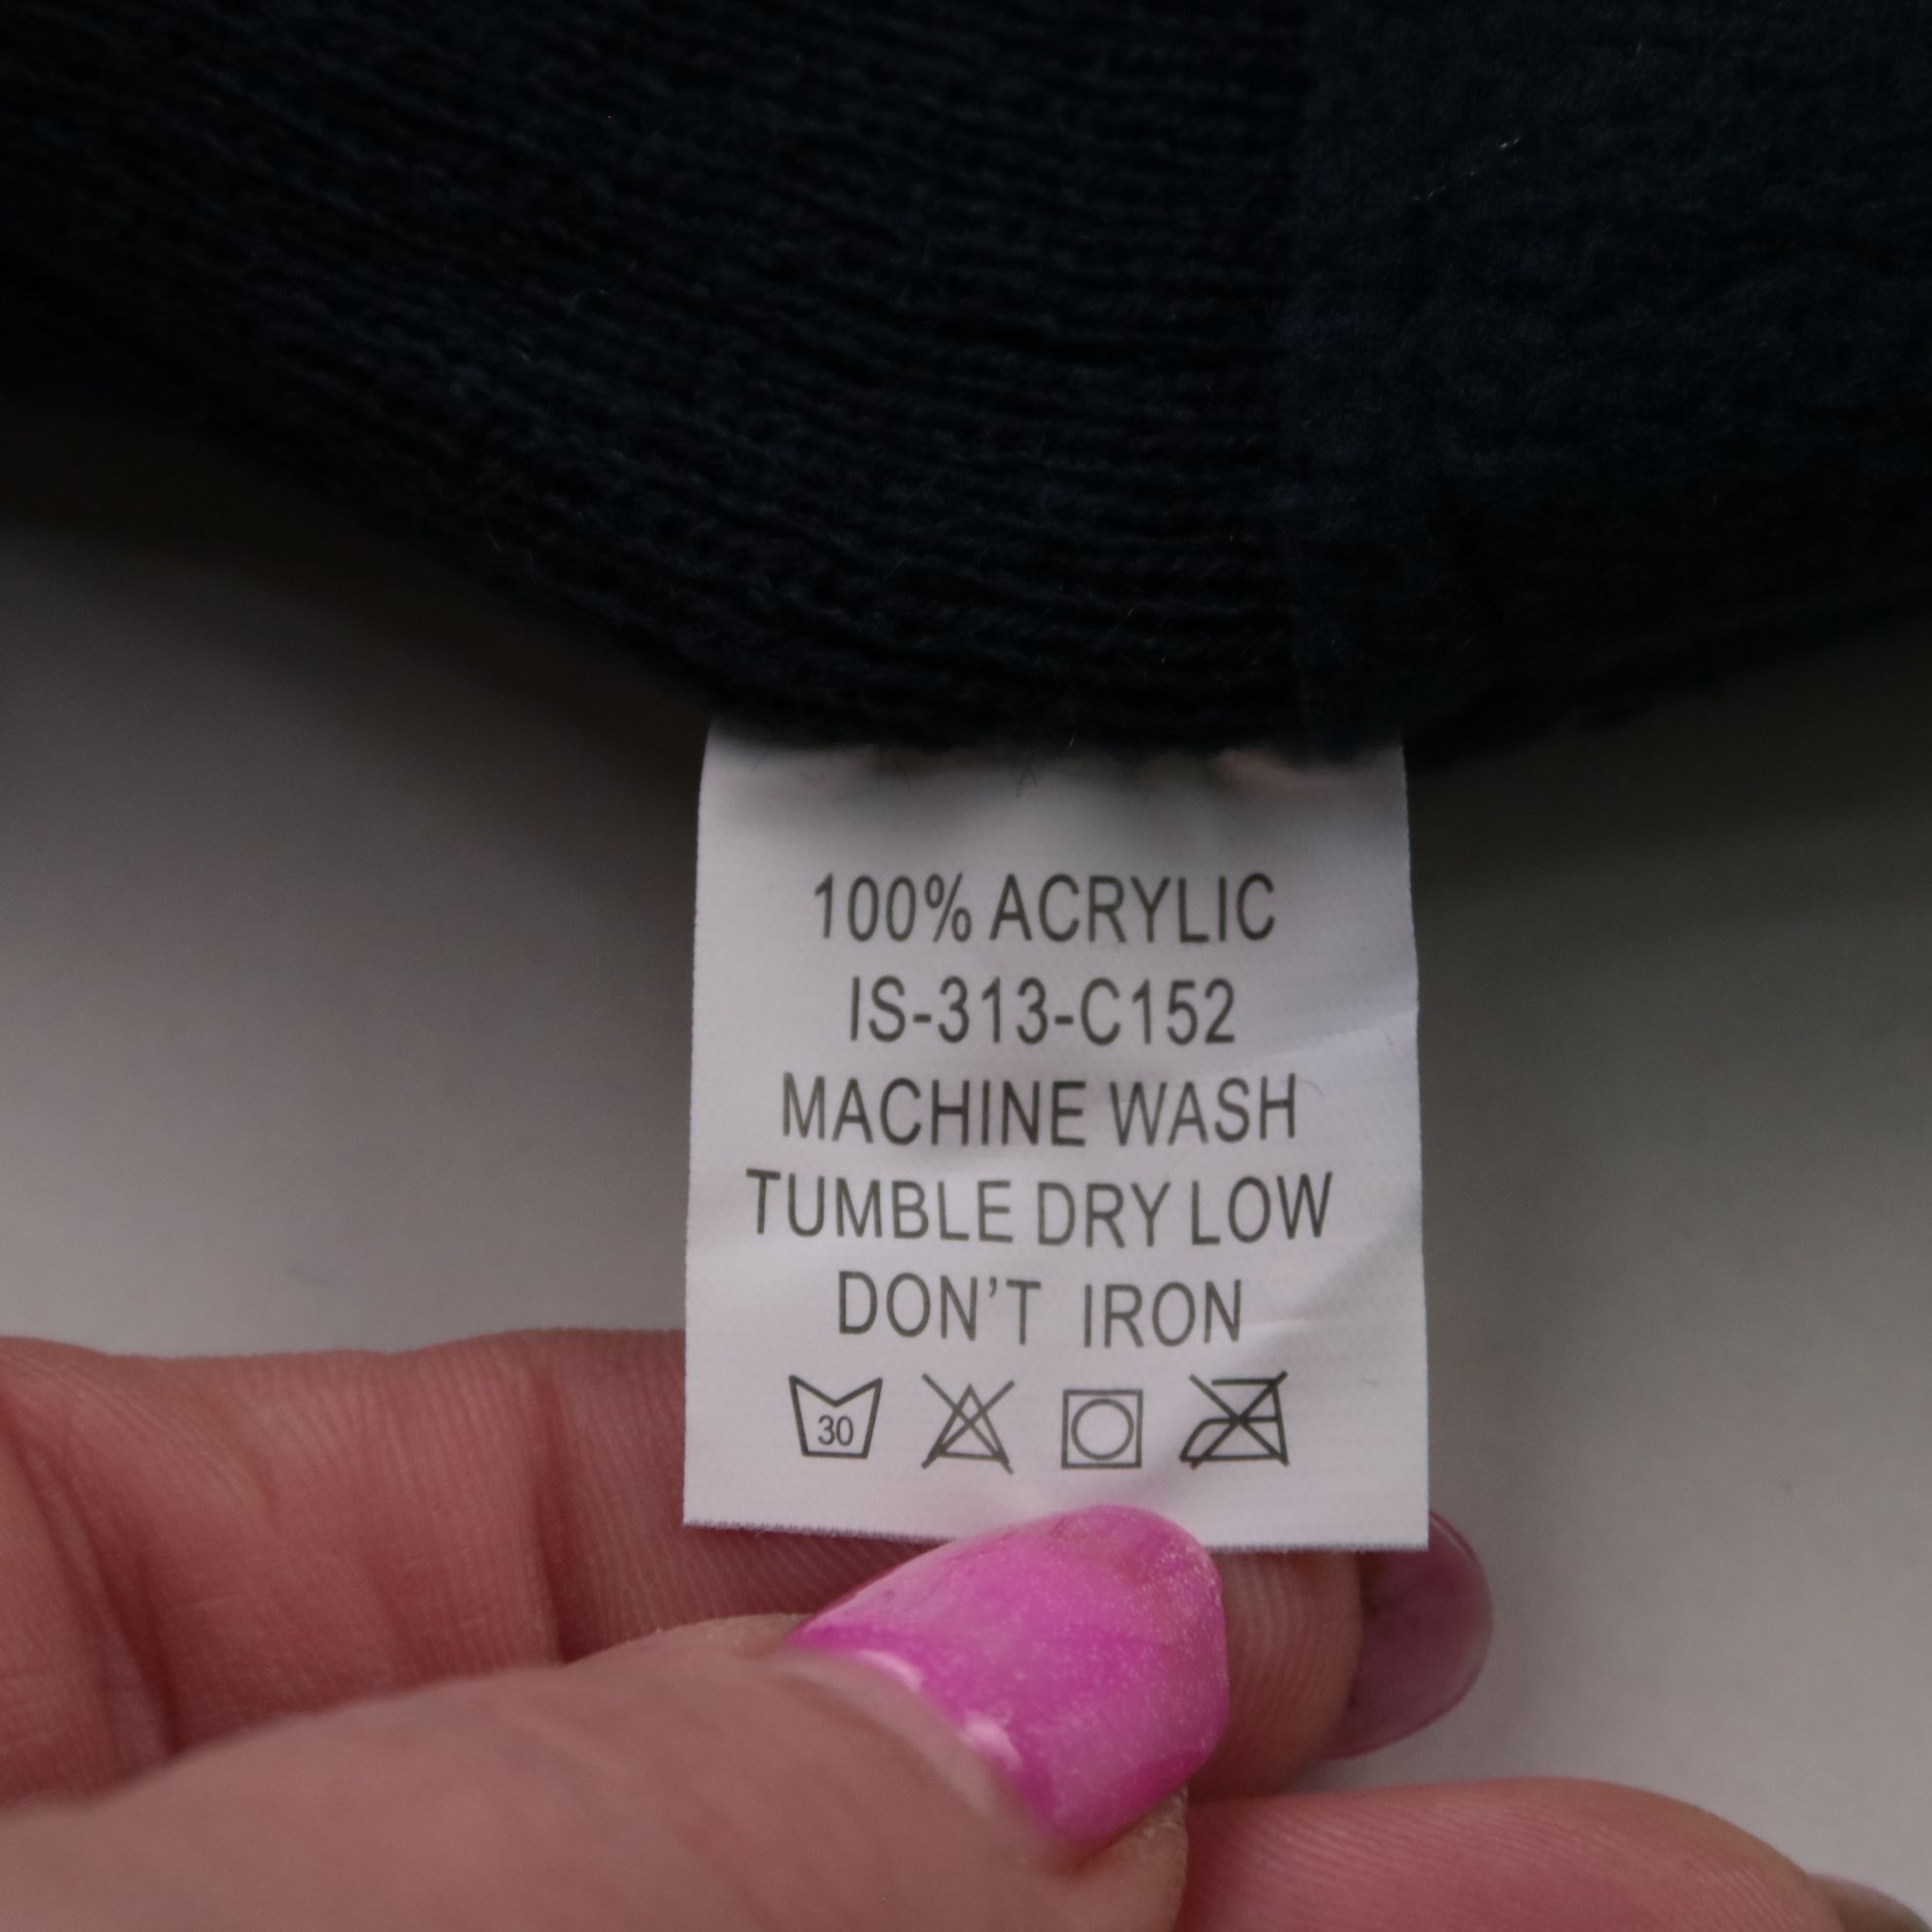 100% ACRYLIC
IS-313-C152
MACHINE WASH
TUMBLE DRY LOW
DON'T IRON
30